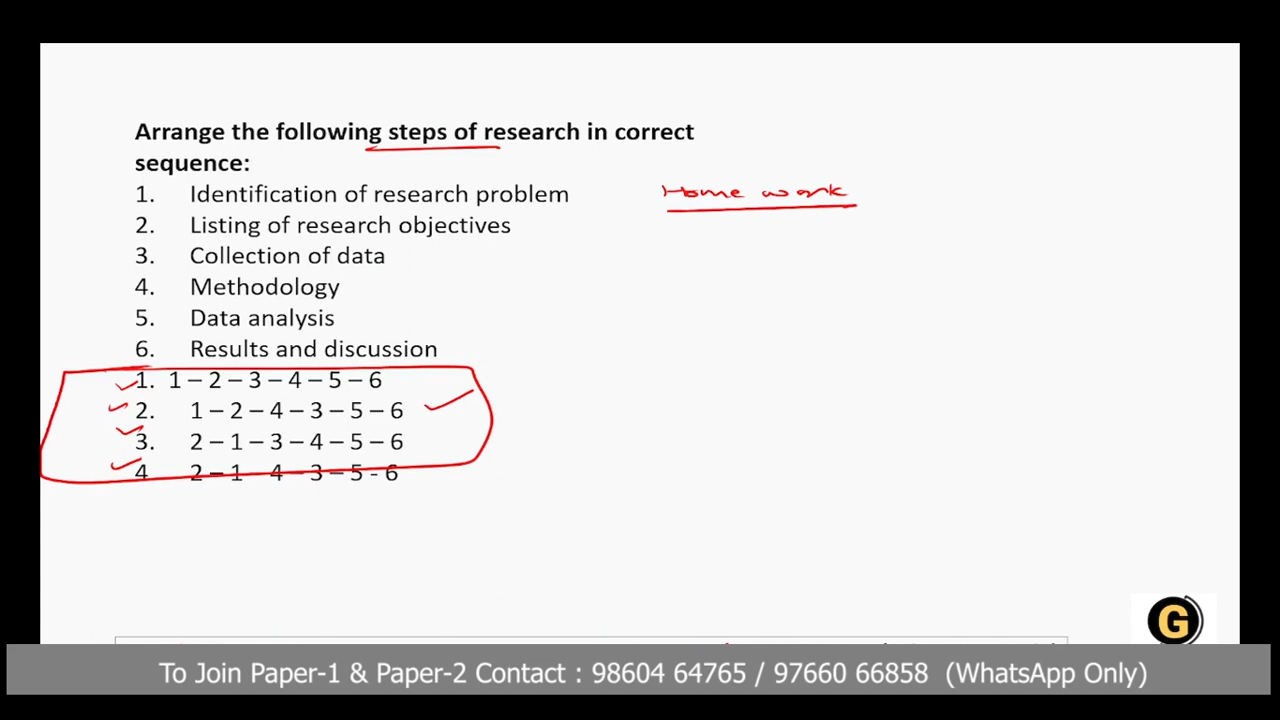 Arrange the following steps of research in correct
sequence:
1. Identification of research problem
Home work
2. Listing of research objectives
3. Collection of data
4. Methodology
5. Data analysis
6. Results and discussion
1. 1 – 2 – 3 – 4 – 5 – 6
2. 1 – 2 – 4 – 3 – 5 – 6
3. 2 – 1 – 3 – 4 – 5 – 6
4 2 – 1 4 – 3 – 5 - 6
G
To Join Paper-1 & Paper-2 Contact : 98604 64765 / 97660 66858 (WhatsApp Only)